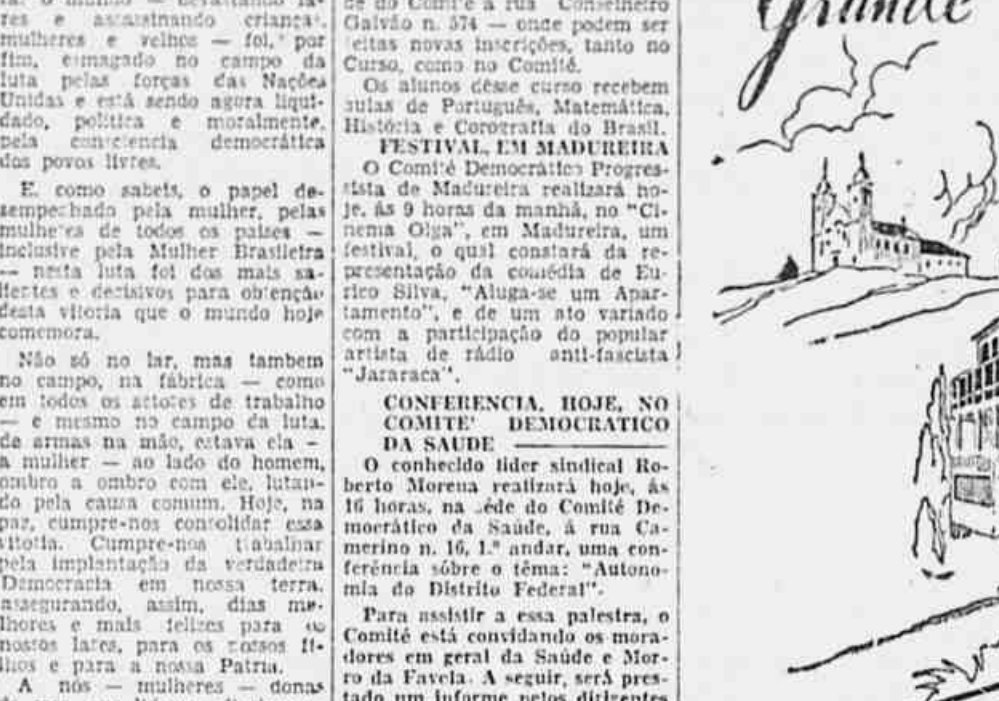 res e assassinando crianças,
mulheres e velhos — foi, por
fim, esmagado no campo da
luta pelas forças das Nações
Unidas e está sendo agora liqui-
dado, política e moralmente,
pela consciencia democrática
dos povos livres.
E, como sabeis, o papel de-
sempenhado pela mulher, pelas
mulheres de todos os paises —
inclusive pela Mulher Brasileira
— nesta luta foi dos mais sa-
lientes e decisivos para obtenção
desta vitoria que o mundo hoje
comemora.
Não só no lar, mas tambem
no campo, na fábrica — como
em todos os setores de trabalho
— e mesmo no campo da luta,
de armas na mão, estava ela —
a mulher — ao lado do homem,
ombro a ombro com ele, lutan-
do pela causa comum. Hoje, na
paz, cumpre-nos consolidar essa
vitoria. Cumpre-nos trabalhar
pela implantação da verdadeira
Democracia em nossa terra,
assegurando, assim, dias me-
lhores e mais felizes para os
nossos lares, para os nossos fi-
lhos e para a nossa Patria.
A nós — mulheres — donas
de do Comité á rua Conselheiro
Galvão n. 574 — onde podem ser
feitas novas inscrições, tanto no
Curso, como no Comité.
Os alunos désse curso recebem
aulas de Português, Matemática,
História e Corografia do Brasil.
FESTIVAL EM MADUREIRA
O Comité Democrático Progres-
sista de Madureira realizará ho-
je, ás 9 horas da manhã, no "Ci-
nema Olga", em Madureira, um
festival, o qual constará da re-
presentação da comédia de Eu-
rico Silva, "Aluga-se um Apar-
tamento", e de um ato variado
com a participação do popular
artista de rádio anti-fascista
"Jararaca".
CONFERENCIA, HOJE, NO
COMITE' DEMOCRATICO
DA SAUDE
O conhecido lider sindical Ro-
berto Morena realizará hoje, ás
16 horas, na séde do Comité De-
mocrático da Saúde, á rua Ca-
merino n. 16, 1.º andar, uma con-
ferência sôbre o têma: "Autono-
mia do Distrito Federal".
Para assistir a essa palestra, o
Comité está convidando os mora-
dores em geral da Saúde e Mor-
ro da Favela. A seguir, será pres-
tado um informe pelos dirigentes
Grande